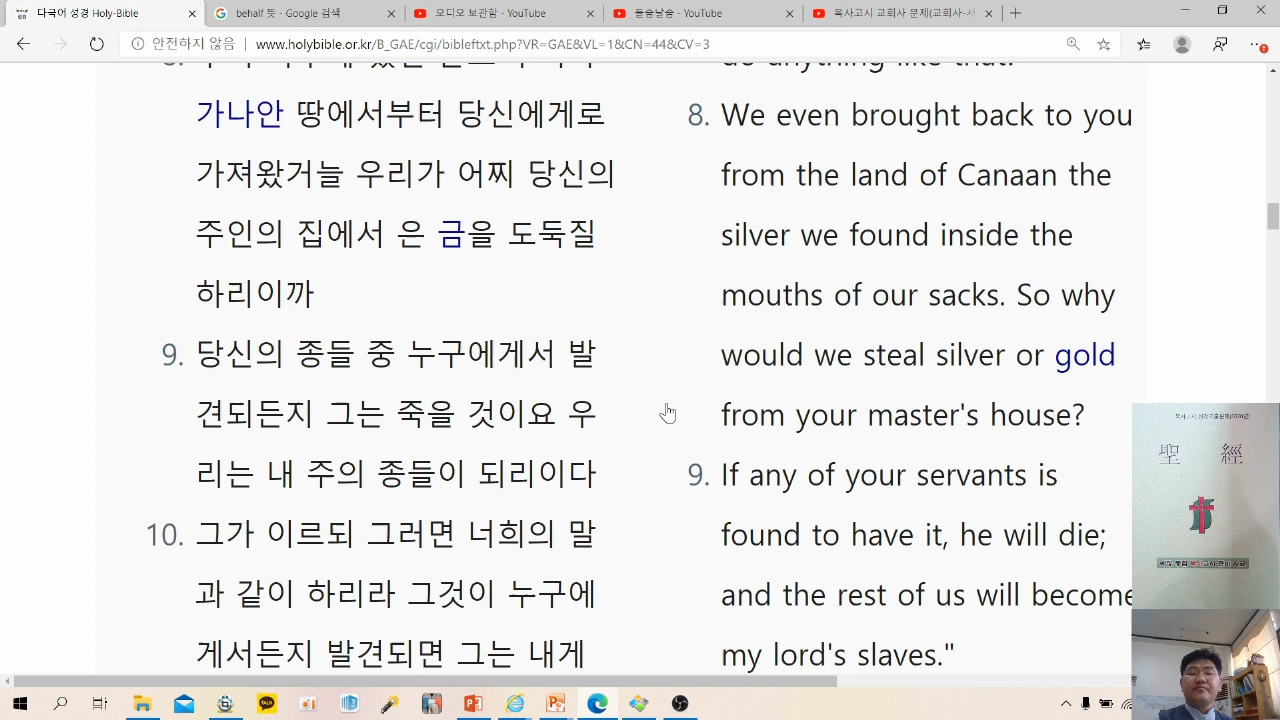 다국어 성경 Holy-Bible
behalf 뜻 - Google 검색
오디오 보관함 - YouTube
들숨날숨 - YouTube
목사고시 교회사 문제(교회사-서
안전하지 않음
www.holybible.or.kr/B_GAE/cgi/bibleftxt.php?VR=GAE&VL=1&CN=44&CV=3
가나안 땅에서부터 당신에게로
가져왔거늘 우리가 어찌 당신의
주인의 집에서 은 금을 도둑질
하리이까
9. 당신의 종들 중 누구에게서 발
견되든지 그는 죽을 것이요 우
리는 내 주의 종들이 되리이다
10. 그가 이르되 그러면 너희의 말
과 같이 하리라 그것이 누구에
게서든지 발견되면 그는 내게
do anything like that.
8. We even brought back to you
from the land of Canaan the
silver we found inside the
mouths of our sacks. So why
would we steal silver or gold
from your master's house?
9. If any of your servants is
found to have it, he will die;
and the rest of us will become
my lord's slaves."
聖 經
TALK